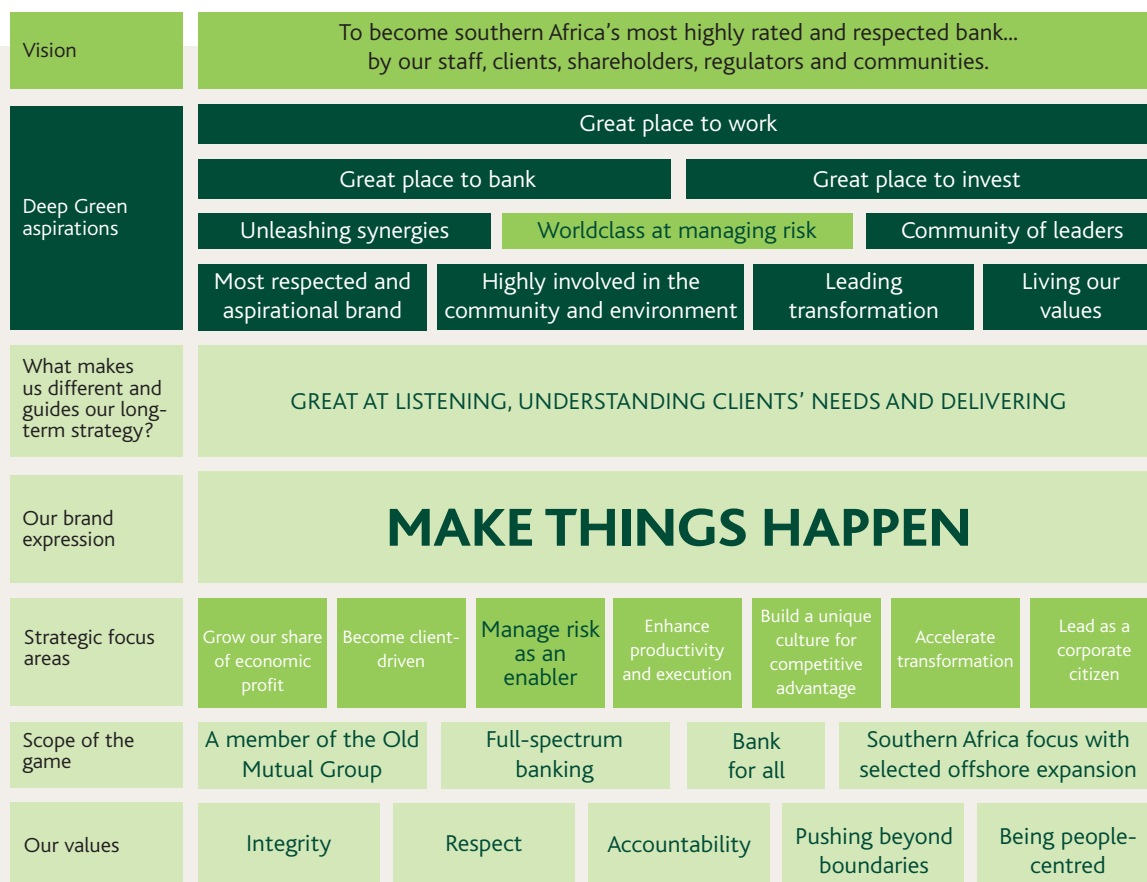 Vision
To become southern Africa's most highly rated and respected bank...
by our staff, clients, shareholders, regulators and communities.
Deep Green
aspirations
Great place to work
Great place to bank
Great place to invest
Unleashing synergies
Worldclass at managing risk
Community of leaders
Most respected and
aspirational brand
Highly involved in the
community and environment
Leading
transformation
Living our
values
What makes
us different and
guides our long-
term strategy?
GREAT AT LISTENING, UNDERSTANDING CLIENTS' NEEDS AND DELIVERING
Our brand
expression
MAKE THINGS HAPPEN
Strategic focus
areas
Grow our share
of economic
profit
Become client-
driven
Manage risk
as an
enabler
Enhance
productivity
and execution
Build a unique
culture for
competitive
advantage
Accelerate
transformation
Lead as a
corporate
citizen
Scope of the
game
A member of the Old
Mutual Group
Full-spectrum
banking
Bank
for all
Southern Africa focus with
selected offshore expansion
Our values
Integrity
Respect
Accountability
Pushing beyond
boundaries
Being people-
centred